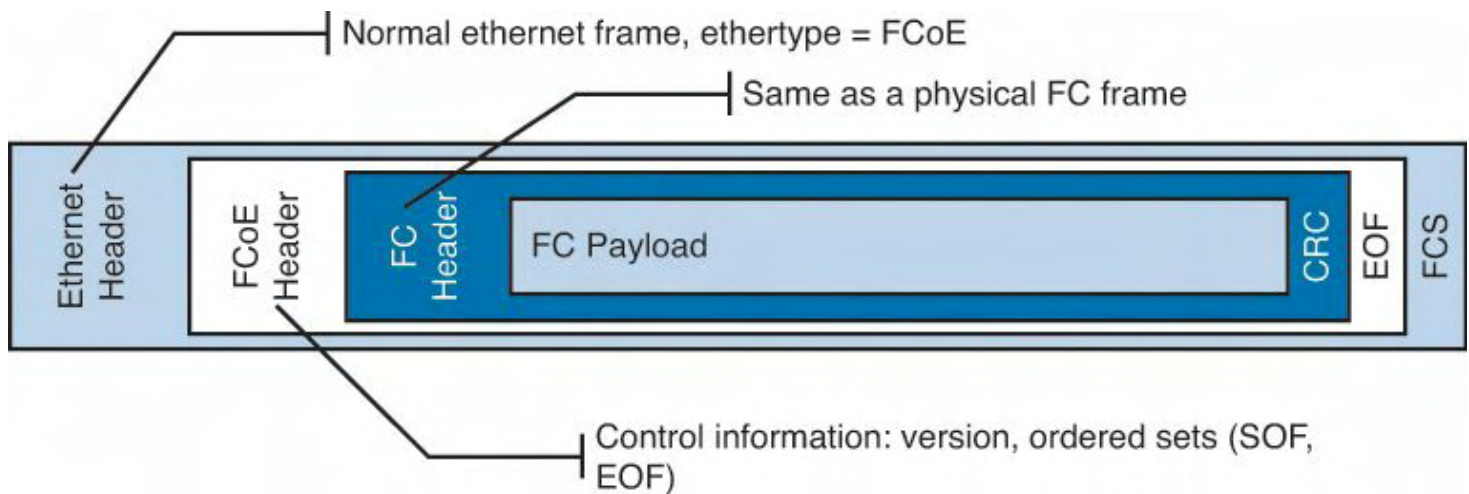 Normal ethernet frame, ethertype = FCoE
Same as a physical FC frame
Ethernet
Header
FCoE
Header
FC
Header
FC Payload
CRC
EOF
FCS
Control information: version, ordered sets (SOF,
EOF)